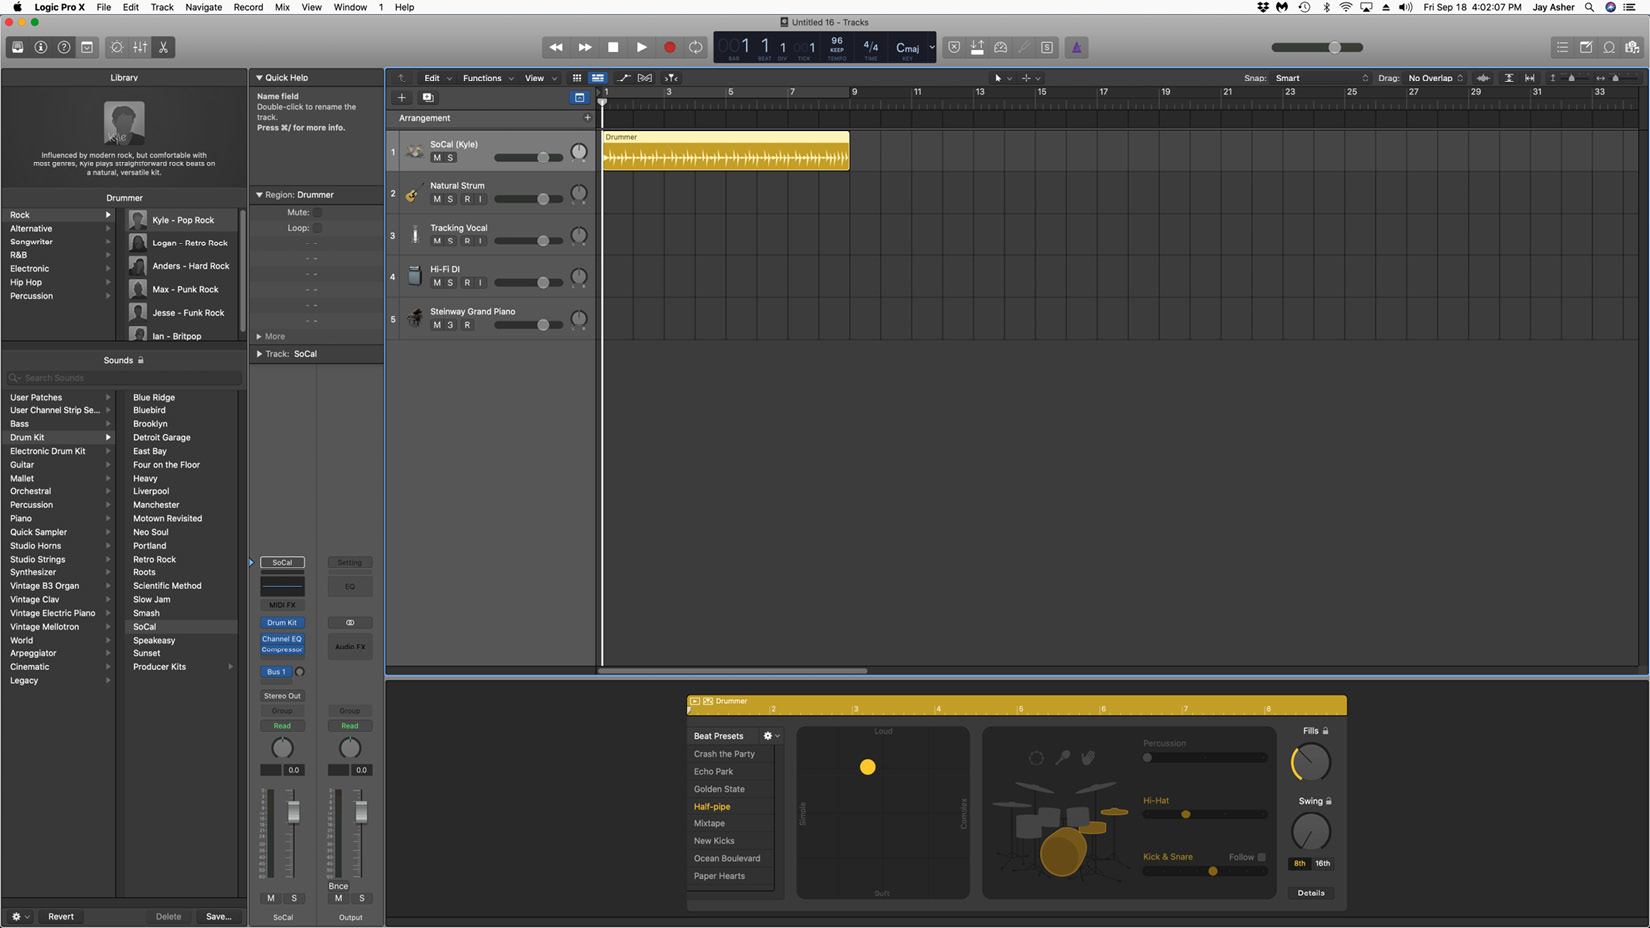 Logic Pro X File Edit Track Navigate Record Mix View Window 1 Help Fri Sep 18 4:02:07 PM Jay Asher
Untitled 16 - Tracks
001 1 1 001 96 KEEP 4/4 Cmaj
BAR BEAT DIV TICK TEMPO TIME KEY
Library
Influenced by modern rock, but comfortable with
most genres, Kyle plays straightforward rock beats on
a natural, versatile kit.
Drummer
Rock
Alternative
Songwriter
R&B
Electronic
Hip Hop
Percussion
Kyle - Pop Rock
Logan - Retro Rock
Anders - Hard Rock
Max - Punk Rock
Jesse - Funk Rock
Ian - Britpop
Sounds
Search Sounds
User Patches
User Channel Strip Se...
Bass
Drum Kit
Electronic Drum Kit
Guitar
Mallet
Orchestral
Percussion
Piano
Quick Sampler
Studio Horns
Studio Strings
Synthesizer
Vintage B3 Organ
Vintage Clav
Vintage Electric Piano
Vintage Mellotron
World
Arpeggiator
Cinematic
Legacy
Blue Ridge
Bluebird
Brooklyn
Detroit Garage
East Bay
Four on the Floor
Heavy
Liverpool
Manchester
Motown Revisited
Neo Soul
Portland
Retro Rock
Roots
Scientific Method
Slow Jam
Smash
SoCal
Speakeasy
Sunset
Producer Kits
Revert Delete Save...
Quick Help
Name field
Double-click to rename the
track.
Press ⌘/ for more info.
Region: Drummer
Mute:
Loop:
More
Track: SoCal
SoCal Setting
EQ
MIDI FX
Drum Kit
Channel EQ
Compressor
Audio FX
Bus 1
Stereo Out
Group Group
Read Read
0.0 0.0
Bnce
M S M S
SoCal Output
Edit Functions View Snap: Smart Drag: No Overlap
1 3 5 7 9 11 13 15 17 19 21 23 25 27 29 31 33
Arrangement
1 SoCal (Kyle)
M S
2 Natural Strum
M S R I
3 Tracking Vocal
M S R I
4 Hi-Fi DI
M S R I
5 Steinway Grand Piano
M S R
Drummer
Drummer
2 3 4 5 6 7 8
Beat Presets
Crash the Party
Echo Park
Golden State
Half-pipe
Mixtape
New Kicks
Ocean Boulevard
Paper Hearts
Loud
Simple
Complex
Soft
Percussion
Hi-Hat
Kick & Snare Follow
Fills
Swing
8th 16th
Details